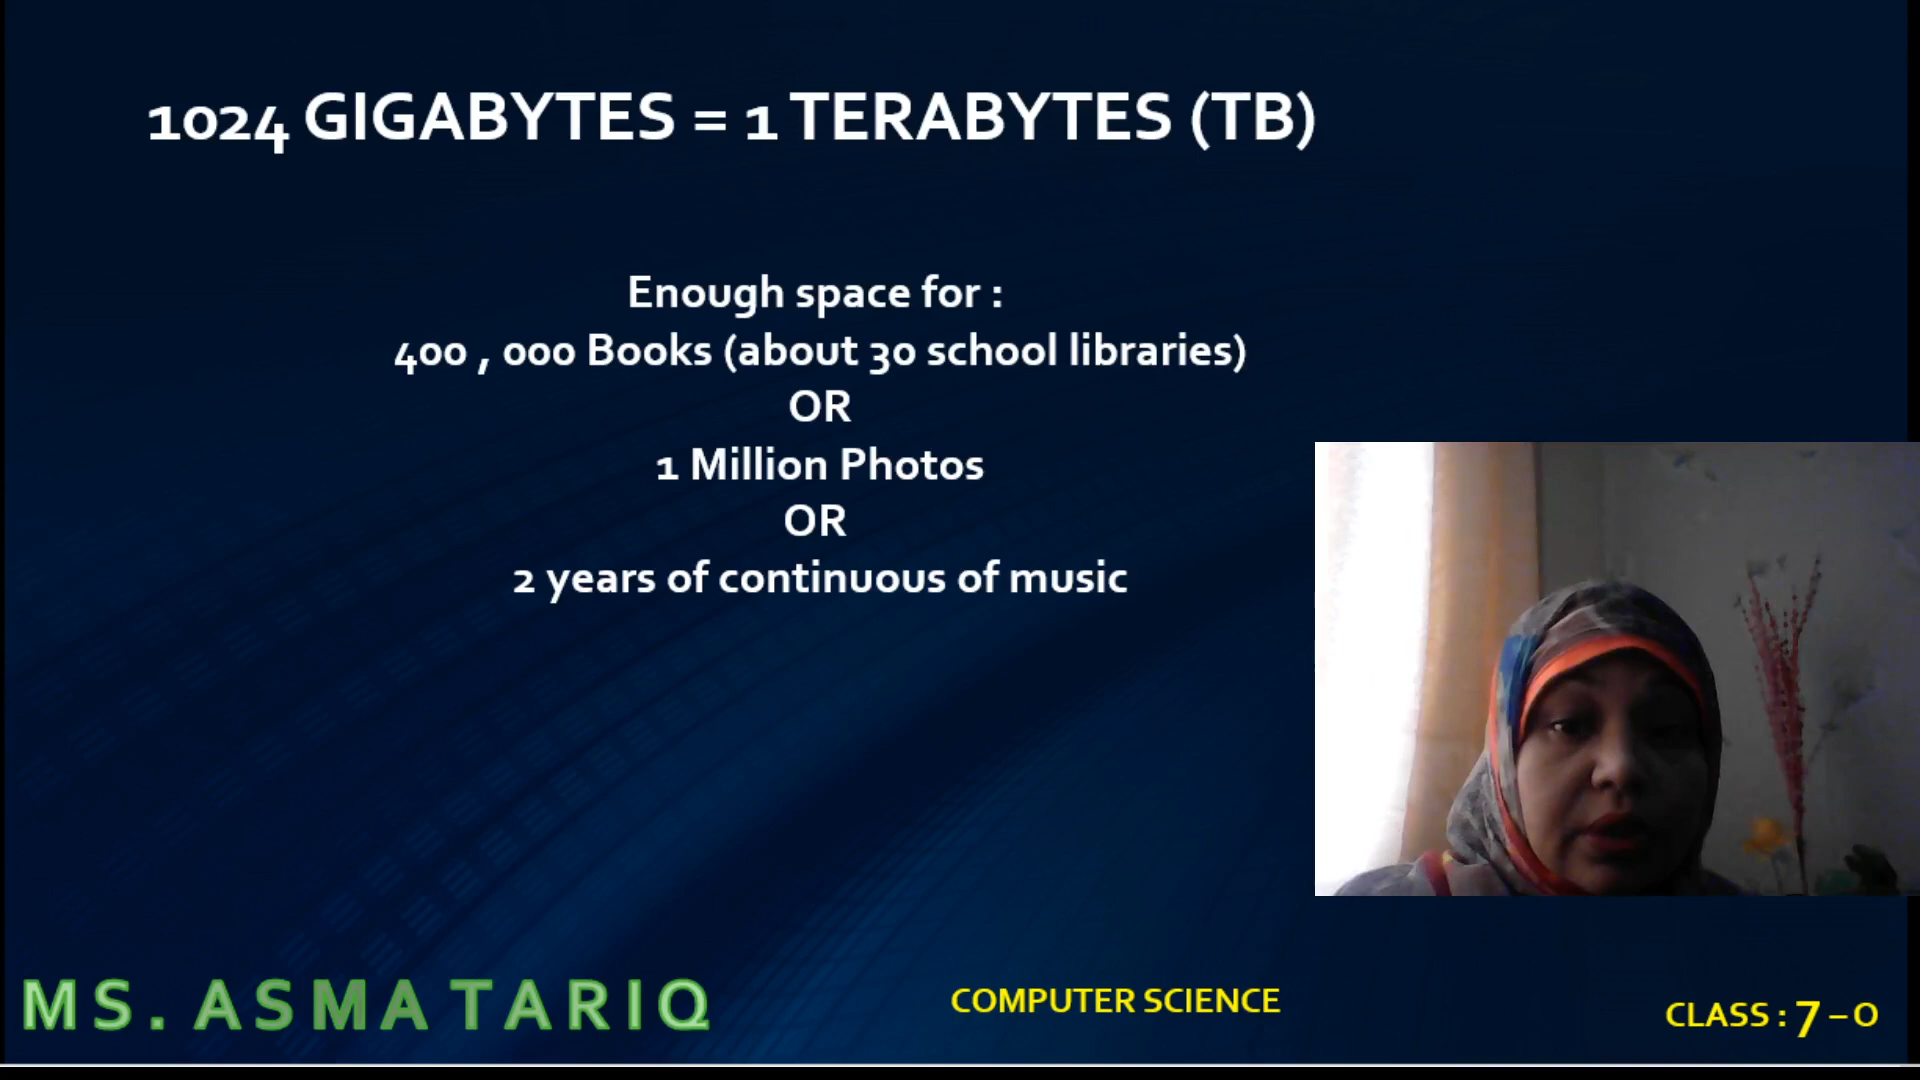 1024 GIGABYTES = 1 TERABYTES (TB)
Enough space for :
400 , 000 Books (about 30 school libraries)
OR
1 Million Photos
OR
2 years of continuous of music
MS. ASMA TARIQ
COMPUTER SCIENCE
CLASS : 7 – O